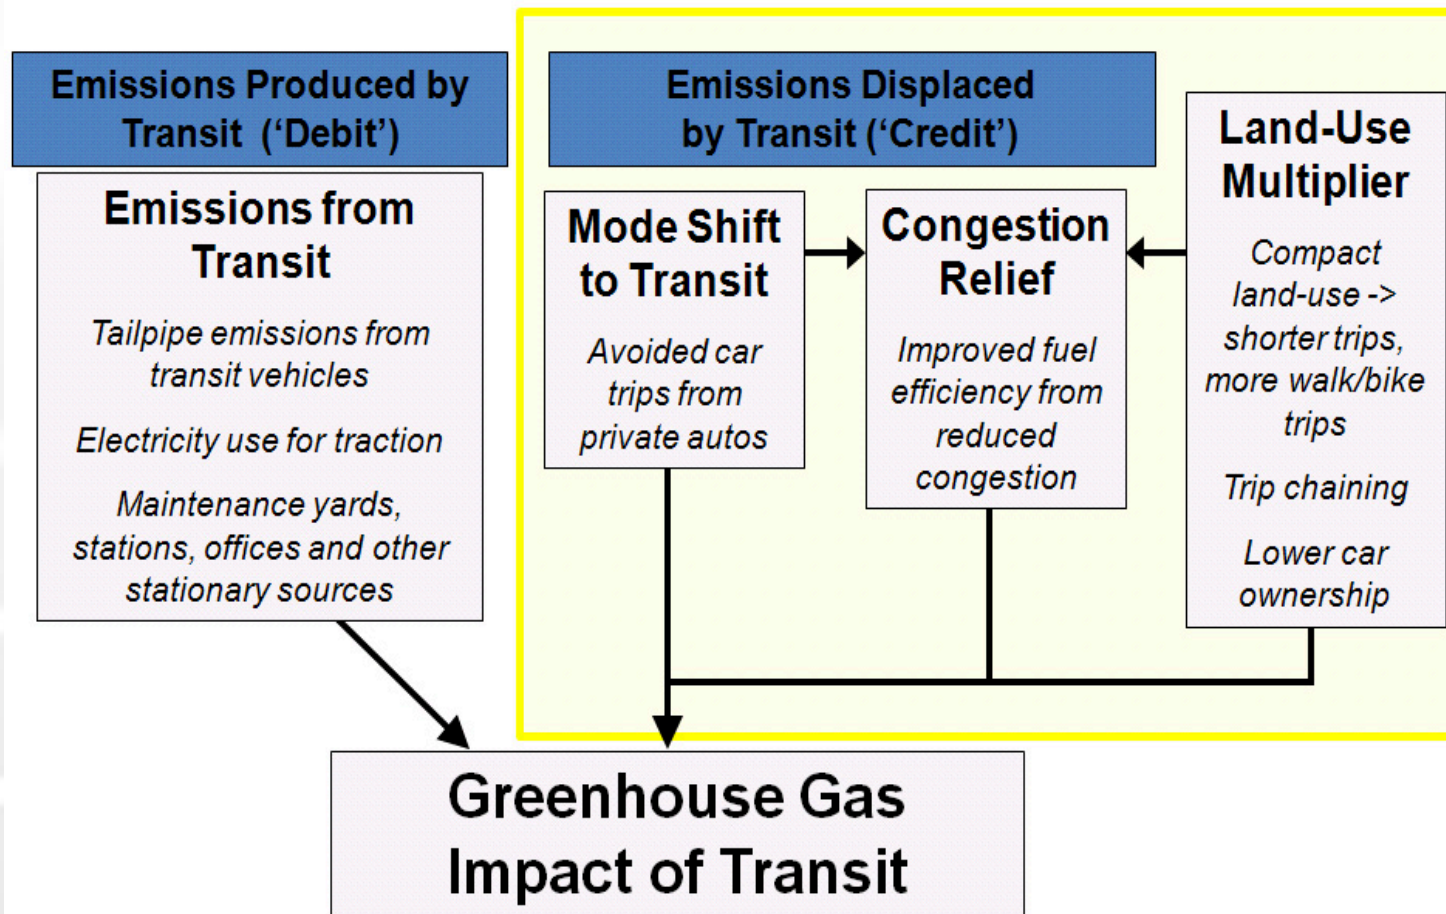 Emissions Produced by
Transit (‘Debit’)
Emissions from
Transit
Tailpipe emissions from
transit vehicles
Electricity use for traction
Maintenance yards,
stations, offices and other
stationary sources
Emissions Displaced
by Transit (‘Credit’)
Mode Shift
to Transit
Avoided car
trips from
private autos
Congestion
Relief
Improved fuel
efficiency from
reduced
congestion
Land-Use
Multiplier
Compact
land-use ->
shorter trips,
more walk/bike
trips
Trip chaining
Lower car
ownership
Greenhouse Gas
Impact of Transit